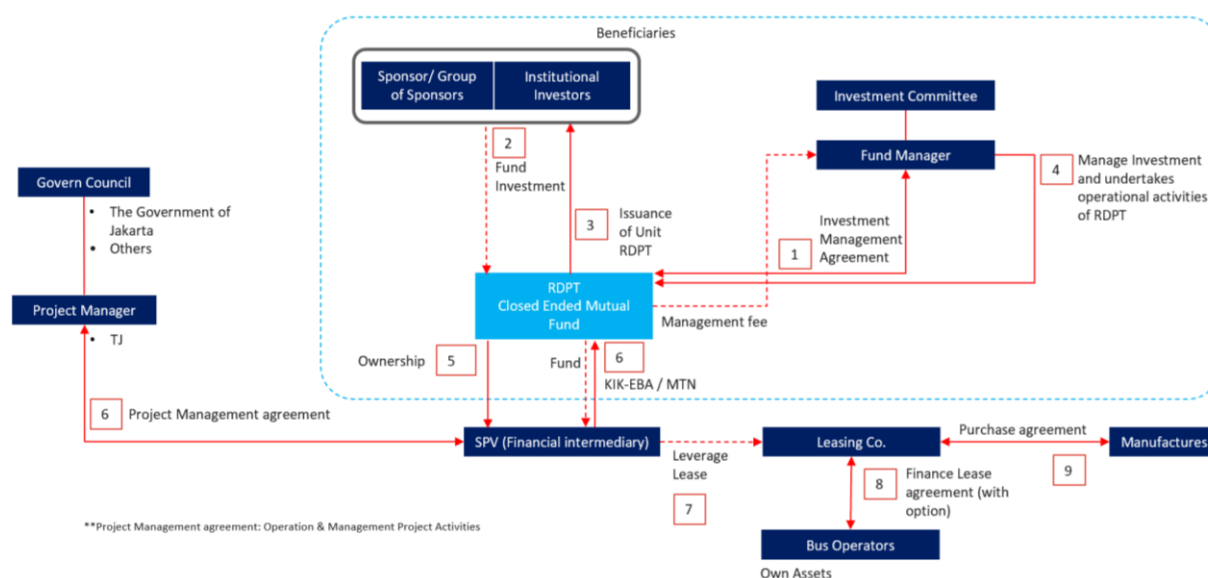 Beneficiaries
Sponsor/ Group
of Sponsors
Institutional
Investors
Investment Committee
2
Fund
Investment
Fund Manager
4
Manage Investment
and undertakes
operational activities
of RDPT
Govern Council
• The Government of
Jakarta
• Others
3
Issuance
of Unit
RDPT
1
Investment
Management
Agreement
RDPT
Closed Ended Mutual
Fund
Management fee
Project Manager
• TJ
Ownership
5
Fund
6
KIK-EBA / MTN
6
Project Management agreement
SPV (Financial intermediary)
Leverage
Lease
7
Leasing Co.
Purchase agreement
9
Manufactures
8
Finance Lease
agreement (with
option)
**Project Management agreement: Operation & Management Project Activities
Bus Operators
Own Assets